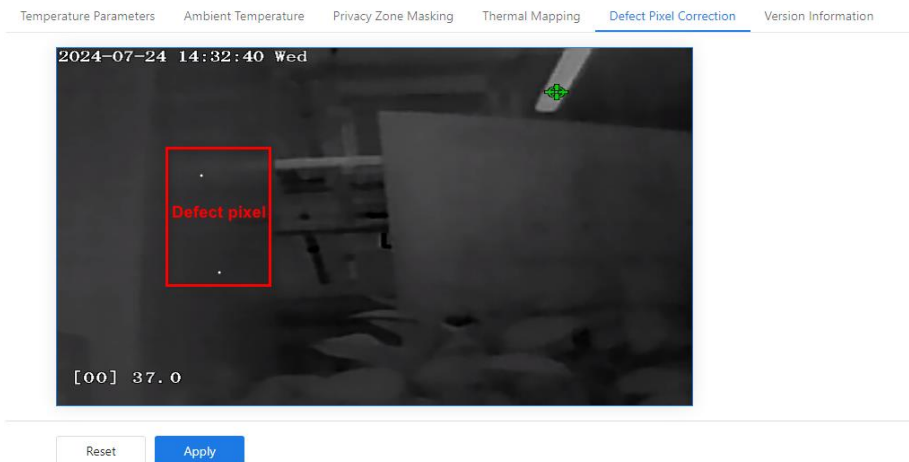 Temperature Parameters Ambient Temperature Privacy Zone Masking Thermal Mapping Defect Pixel Correction Version Information
2024-07-24 14:32:40 Wed
Defect pixel
[00] 37.0
Reset Apply